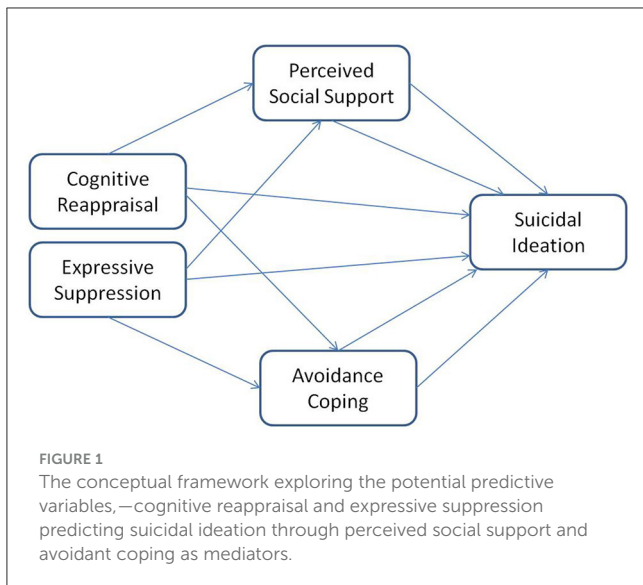 Perceived
Social Support
Cognitive
Reappraisal
Suicidal
Ideation
Expressive
Suppression
Avoidance
Coping
FIGURE 1
The conceptual framework exploring the potential predictive
variables,—cognitive reappraisal and expressive suppression
predicting suicidal ideation through perceived social support and
avoidant coping as mediators.